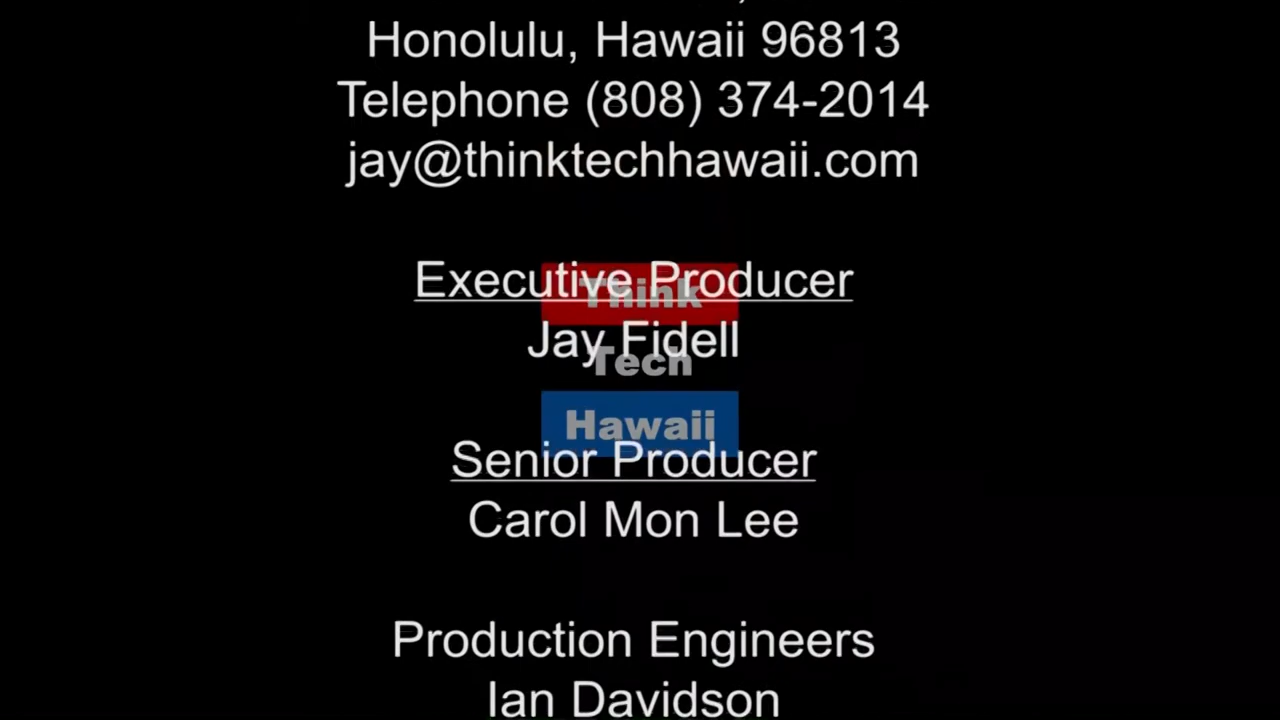 Honolulu, Hawaii 96813
Telephone (808) 374-2014
jay@thinktechhawaii.com
Executive Producer
Think
Jay Fidell
Tech
Hawaii
Senior Producer
Carol Mon Lee
Production Engineers
Ian Davidson